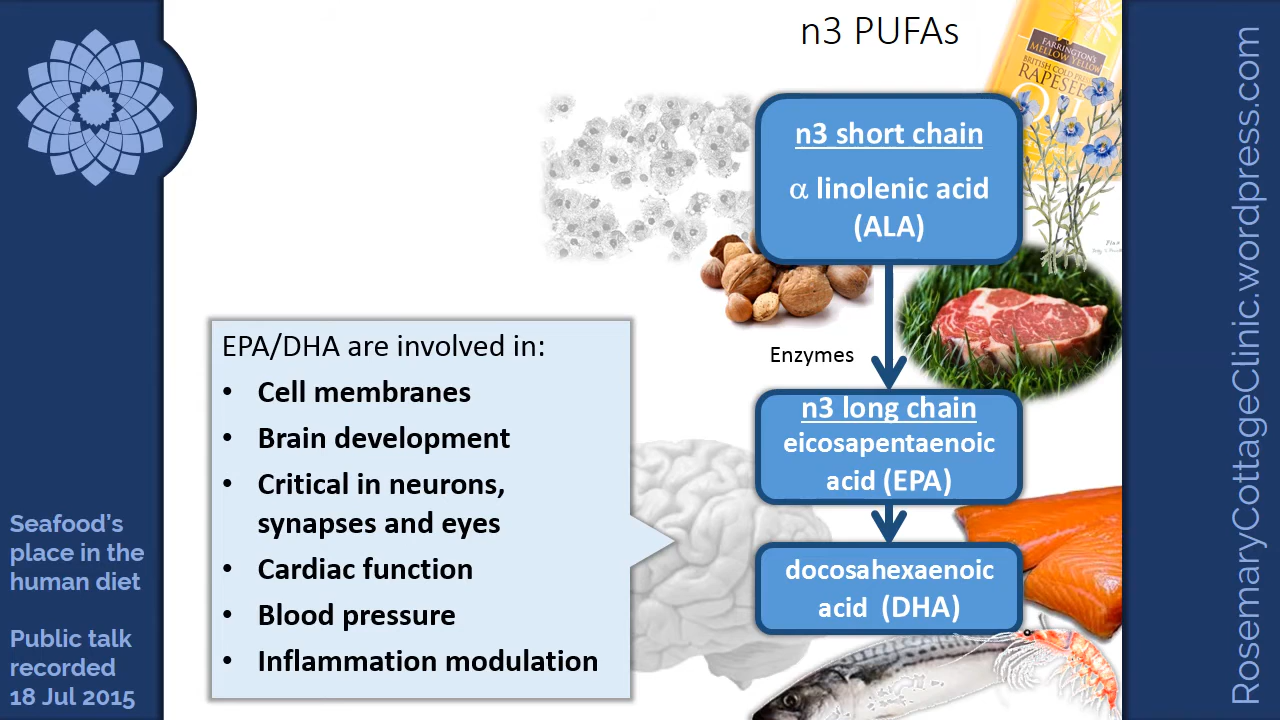 n3 PUFAs
FARRINGTON'S
MELLOW YELLOW
BRITISH COLD PRESSED
RAPESEED
OIL
n3 short chain
α linolenic acid
(ALA)
Enzymes
n3 long chain
eicosapentaenoic
acid (EPA)
docosahexaenoic
acid (DHA)
EPA/DHA are involved in:
• Cell membranes
• Brain development
• Critical in neurons,
synapses and eyes
• Cardiac function
• Blood pressure
• Inflammation modulation
Seafood's
place in the
human diet
Public talk
recorded
18 Jul 2015
RosemaryCottageClinic.wordpress.com